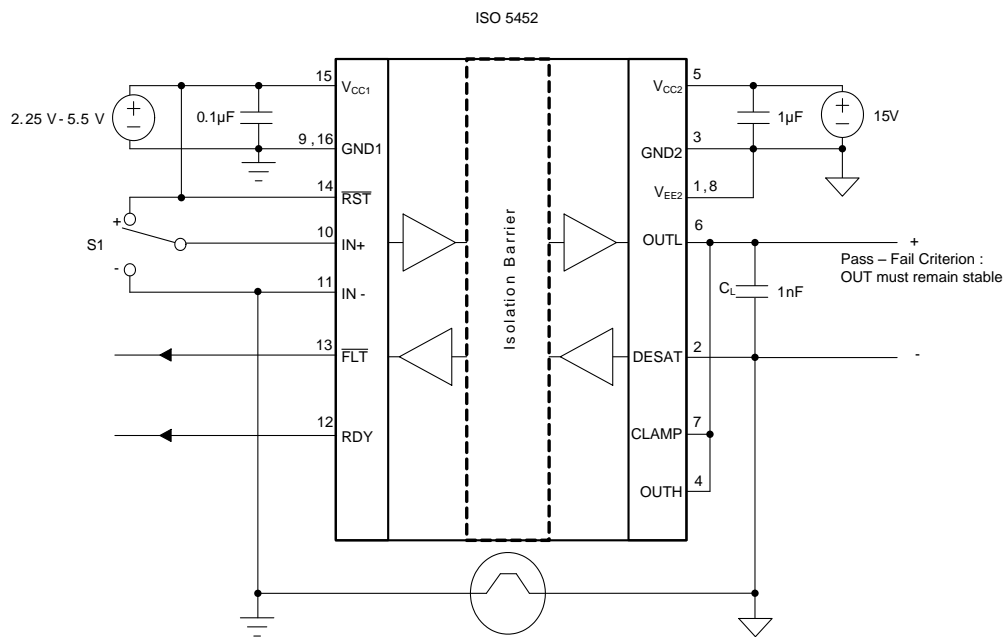 ISO 5452
15
VCC1
2.25 V - 5.5 V
0.1µF
9 , 16
GND1
14
RST
+
S1
-
10
IN+
11
IN -
13
FLT
12
RDY
Isolation Barrier
5
VCC2
1µF
15V
3
GND2
1,8
VEE2
6
OUTL
+
Pass – Fail Criterion :
OUT must remain stable
CL
1nF
2
DESAT
-
7
CLAMP
4
OUTH